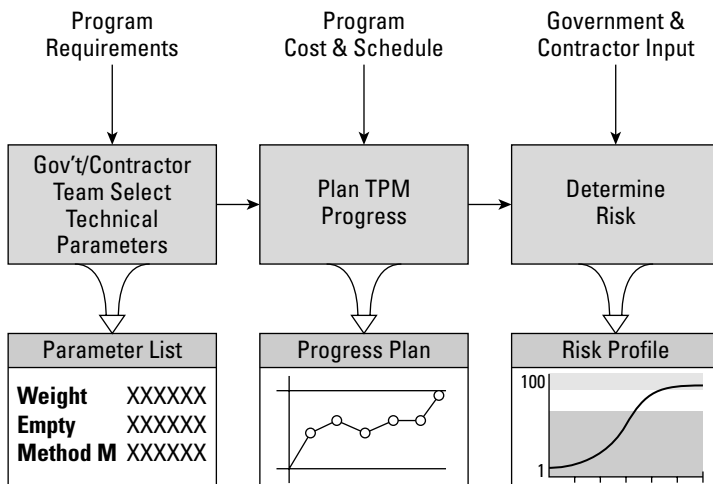 Program
Requirements
Program
Cost & Schedule
Government &
Contractor Input
Gov't/Contractor
Team Select
Technical
Parameters
Plan TPM
Progress
Determine
Risk
Parameter List
Weight XXXXXX
Empty XXXXXX
Method M XXXXXX
Progress Plan
Risk Profile
100
1